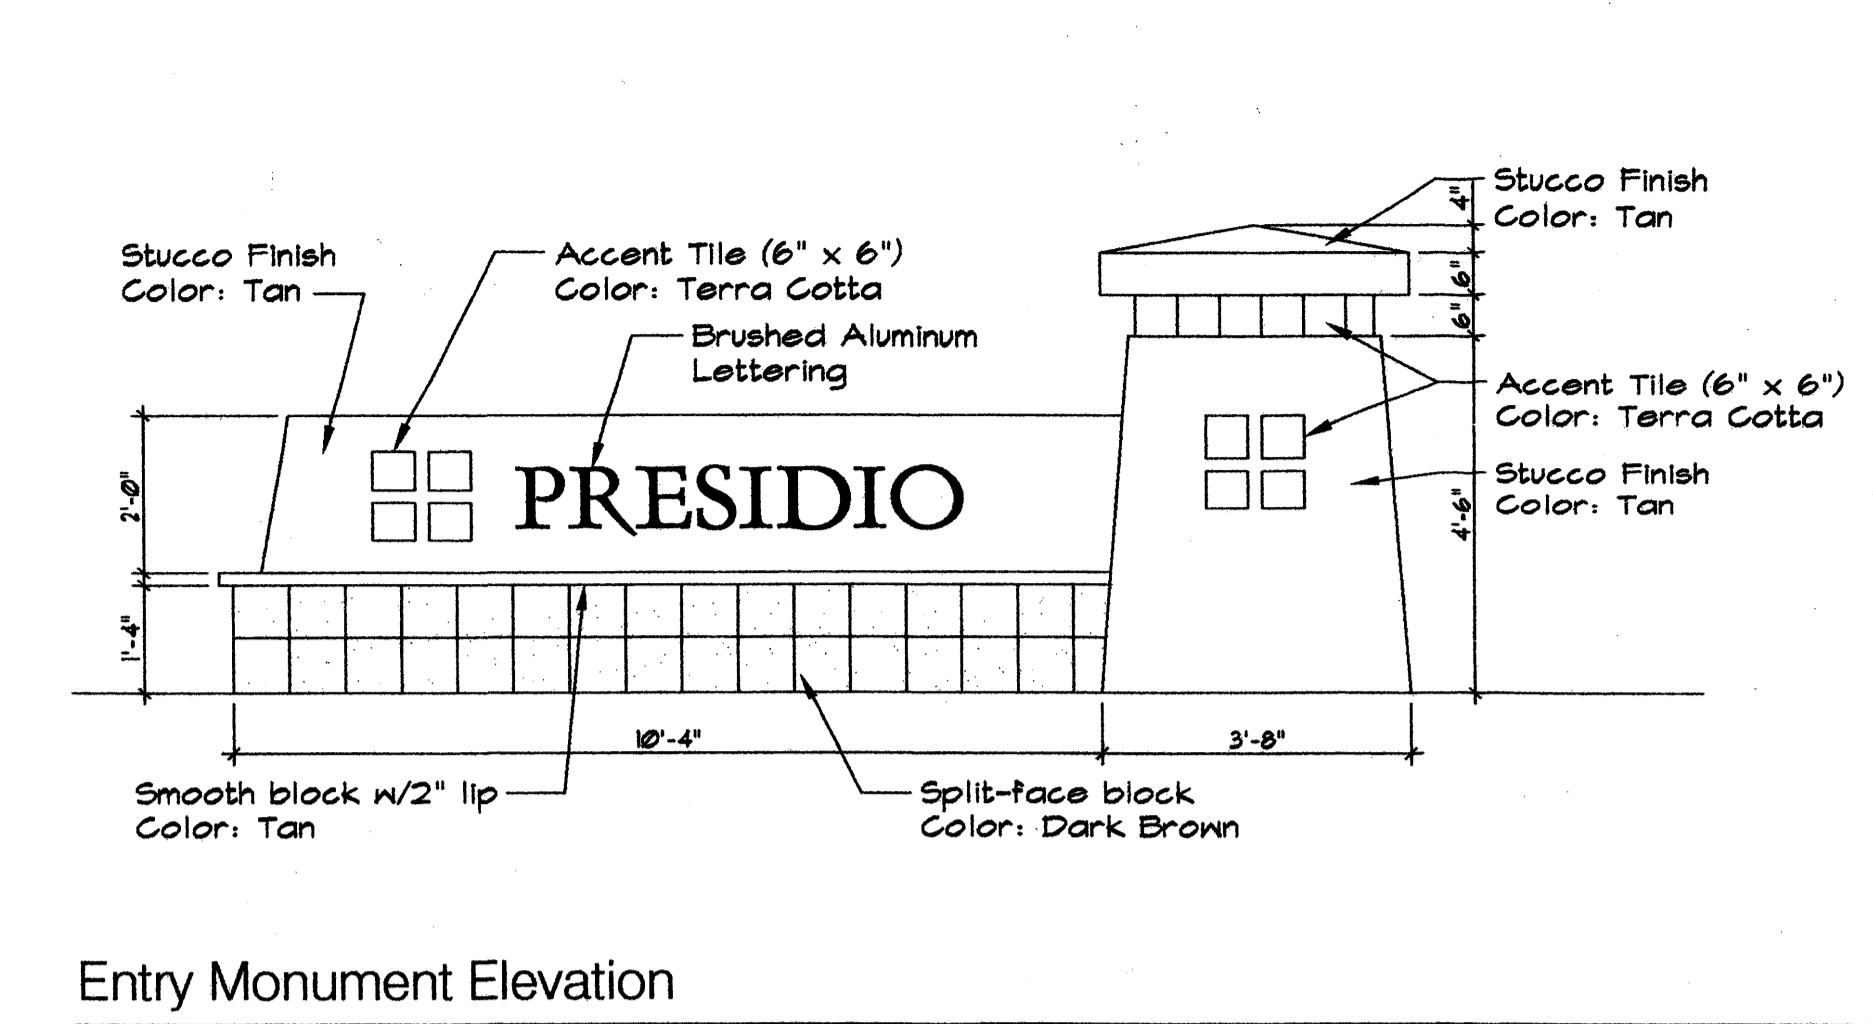 Stucco Finish
Color: Tan
4"
Stucco Finish
Color: Tan
Accent Tile (6" x 6")
Color: Terra Cotta
6"
6"
Brushed Aluminum
Lettering
Accent Tile (6" x 6")
Color: Terra Cotta
PRESIDIO
2'-0"
Stucco Finish
Color: Tan
4'-6"
1'-4"
10'-4"
3'-8"
Smooth block w/2" lip
Color: Tan
Split-face block
Color: Dark Brown
Entry Monument Elevation